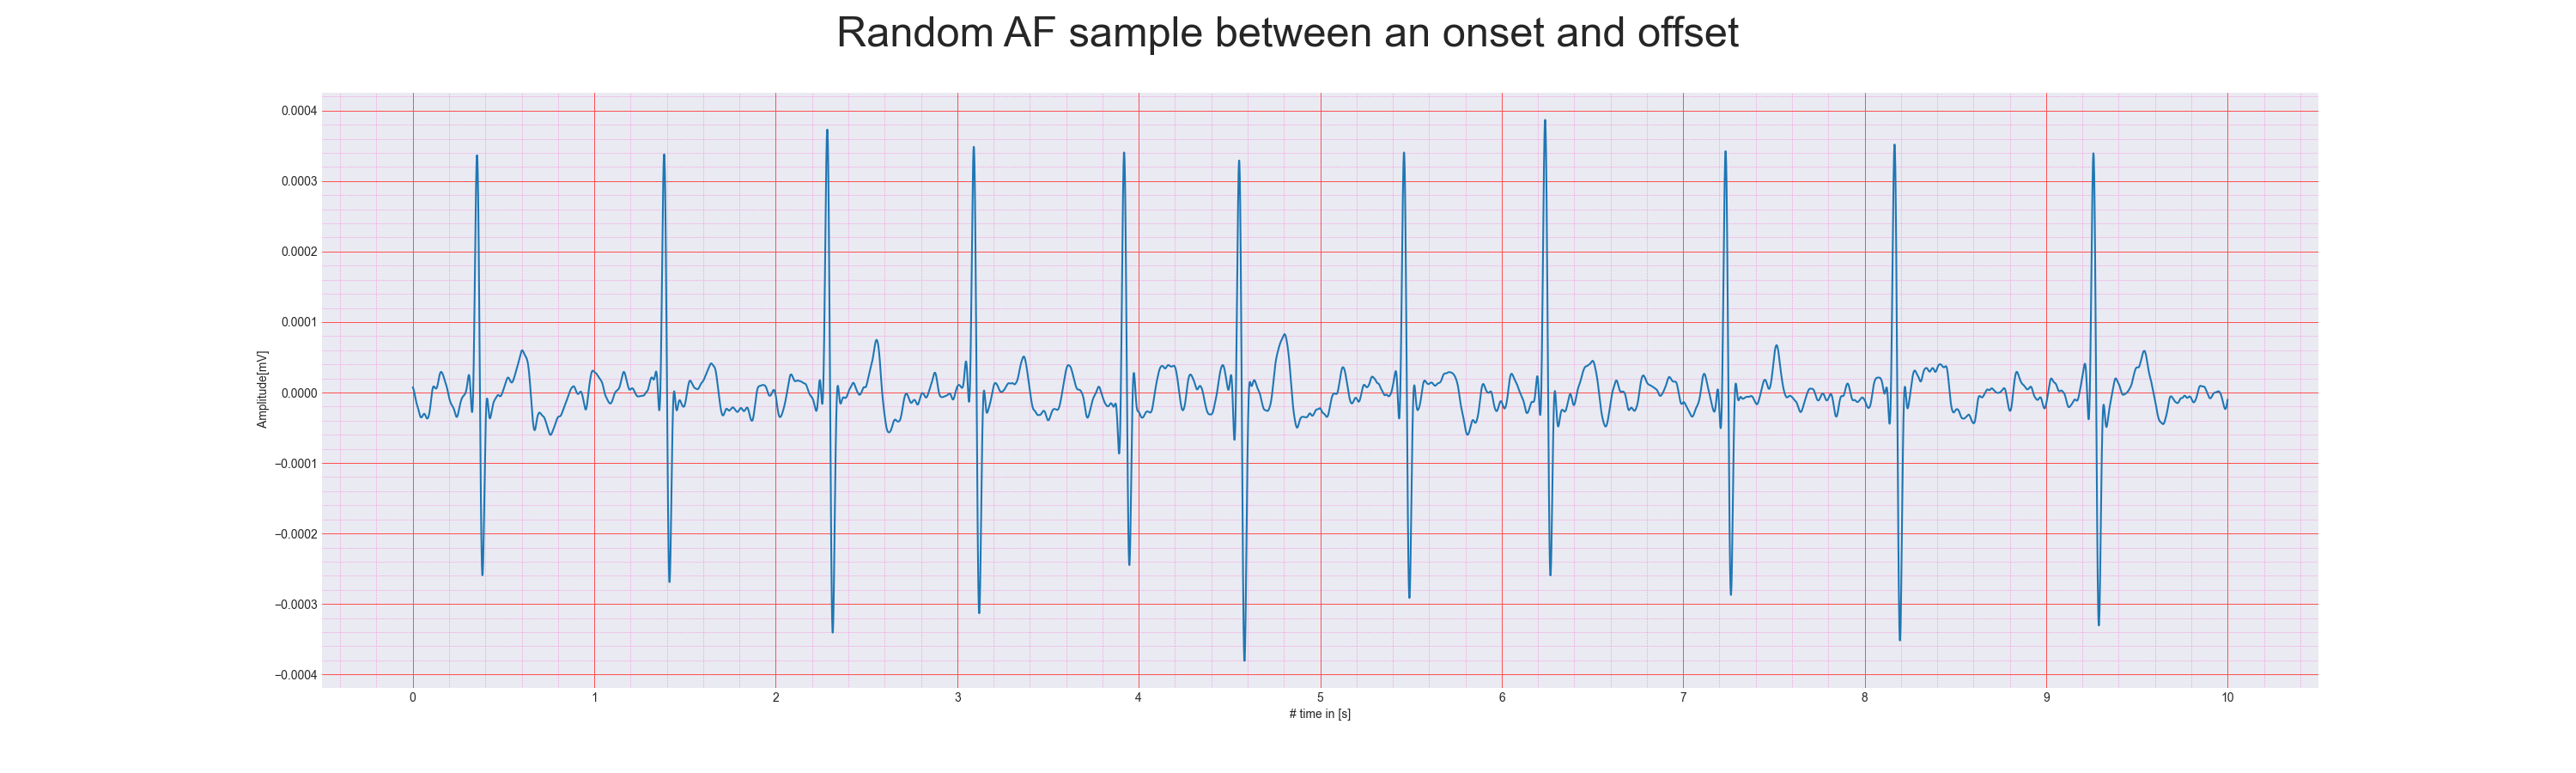 Random AF sample between an onset and offset
0.0004
0.0003
0.0002
0.0001
0.0000
−0.0001
−0.0002
−0.0003
−0.0004
Amplitude[mV]
0 1 2 3 4 5 6 7 8 9 10
# time in [s]